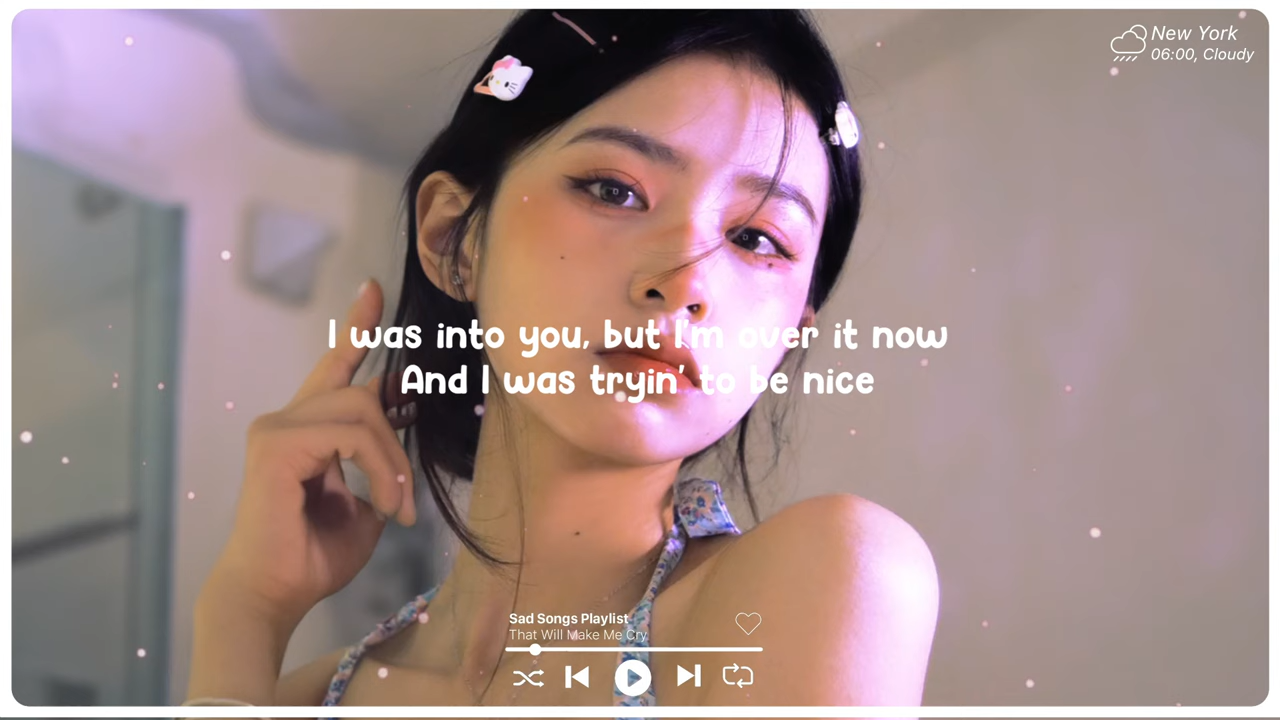 New York
06:00, Cloudy
I was into you, but I'm over it now
And I was tryin' to be nice
Sad Songs Playlist
That Will Make Me Cry